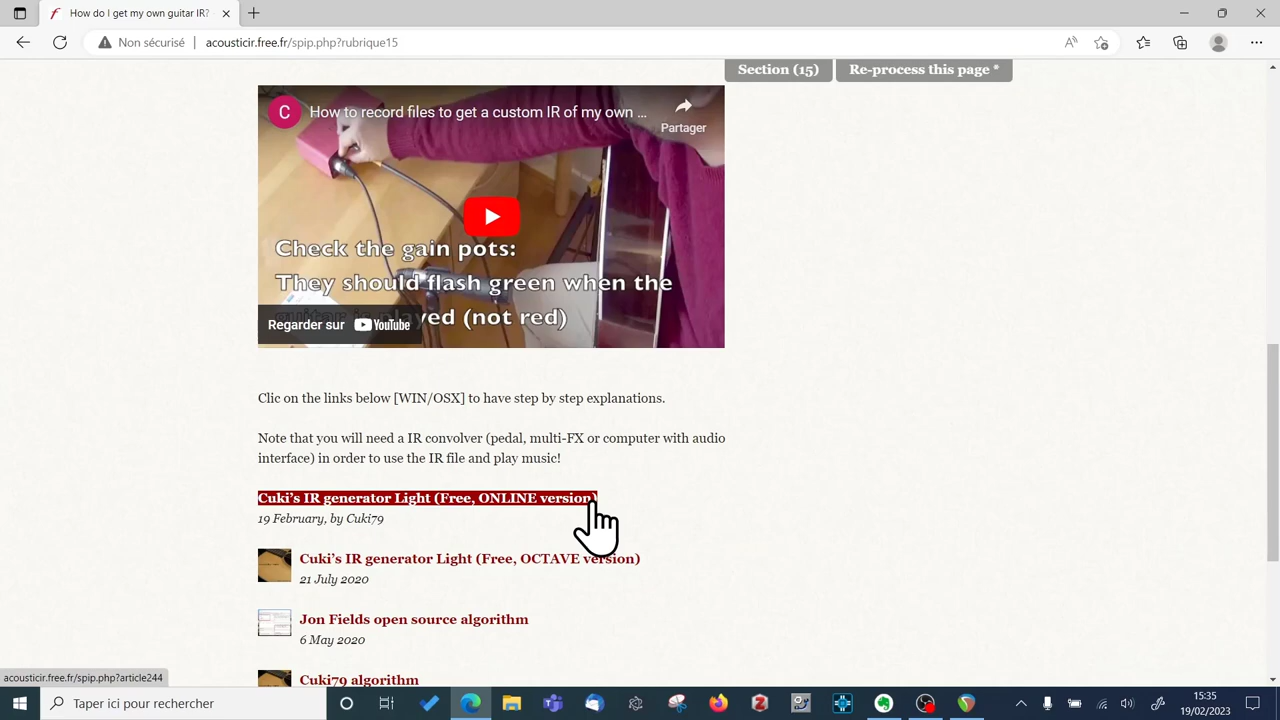 How do I get my own guitar IR?
Non sécurisé
acousticir.free.fr/spip.php?rubrique15
Section (15)
Re-process this page *
C
How to record files to get a custom IR of my own ...
Partager
Check the gain pots:
They should flash green when the
guitar is played (not red)
Regarder sur YouTube
Clic on the links below [WIN/OSX] to have step by step explanations.
Note that you will need a IR convolver (pedal, multi-FX or computer with audio
interface) in order to use the IR file and play music!
Cuki's IR generator Light (Free, ONLINE version)
19 February, by Cuki79
Cuki's IR generator Light (Free, OCTAVE version)
21 July 2020
Jon Fields open source algorithm
6 May 2020
Cuki79 algorithm
acousticir.free.fr/spip.php?article244
Taper ici pour rechercher
15:35
19/02/2023